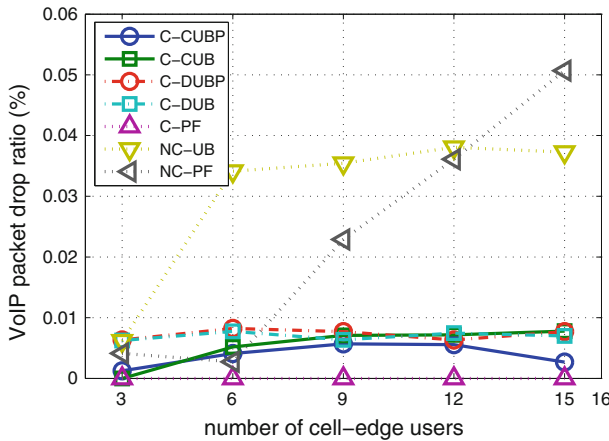 0.06
0.05
0.04
0.03
0.02
0.01
0
VoIP packet drop ratio (%)
C−CUBP
C−CUB
C−DUBP
C−DUB
C−PF
NC−UB
NC−PF
3 6 9 12 15 16
number of cell−edge users